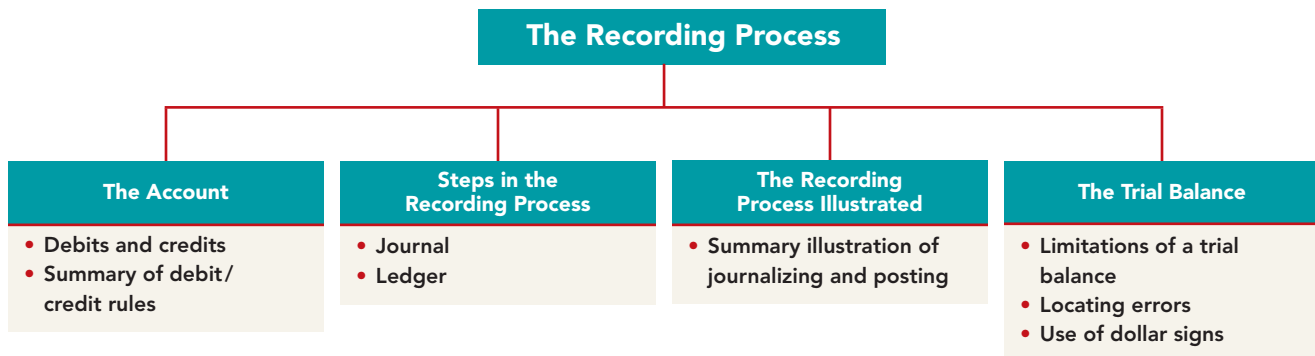 The Recording Process
The Account
• Debits and credits
• Summary of debit/
credit rules
Steps in the
Recording Process
• Journal
• Ledger
The Recording
Process Illustrated
• Summary illustration of
journalizing and posting
The Trial Balance
• Limitations of a trial
balance
• Locating errors
• Use of dollar signs